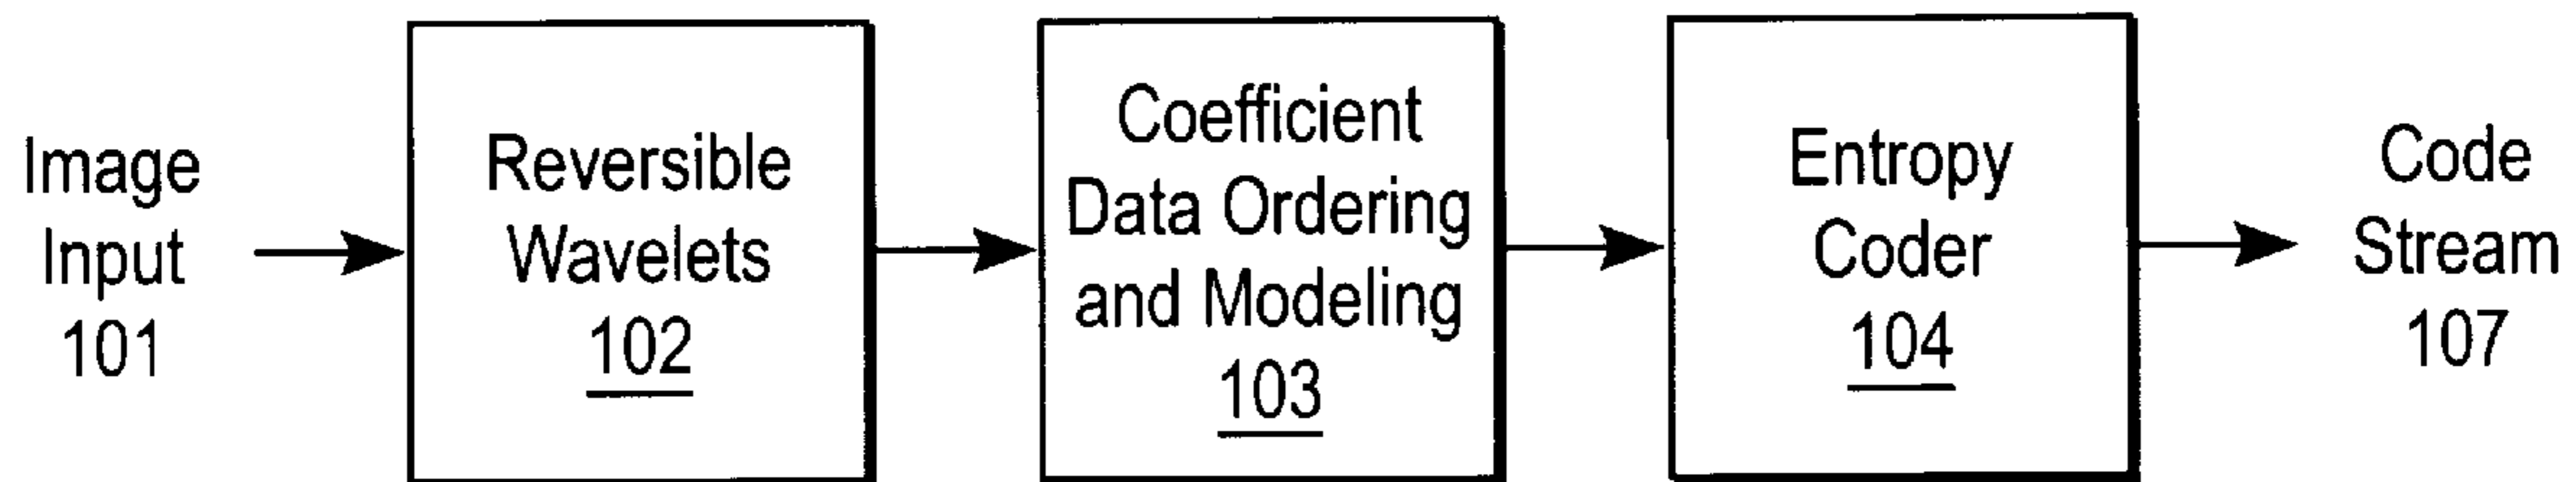 Image
Input
101
Reversible
Wavelets
102
Coefficient
Data Ordering
and Modeling
103
Entropy
Coder
104
Code
Stream
107